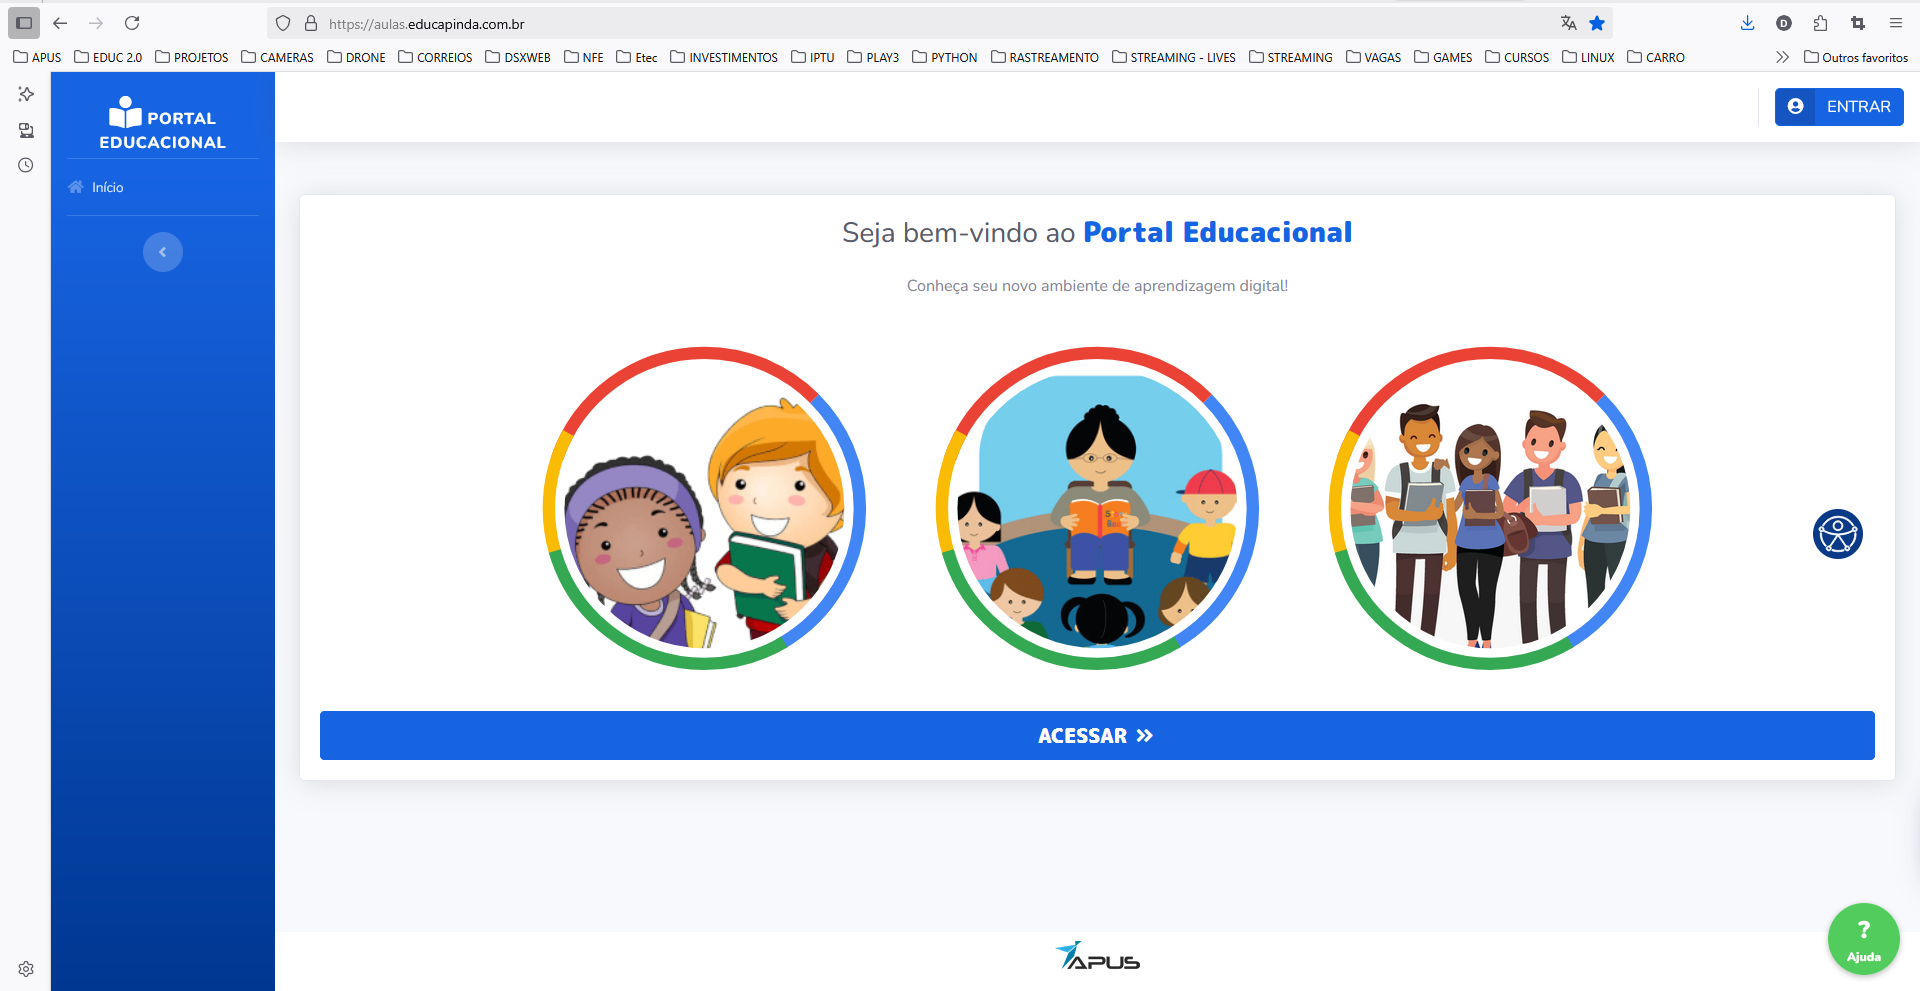 https://aulas.educapinda.com.br
APUS EDUC 2.0 PROJETOS CAMERAS DRONE CORREIOS DSXWEB NFE Etec INVESTIMENTOS IPTU PLAY3 PYTHON RASTREAMENTO STREAMING - LIVES STREAMING VAGAS GAMES CURSOS LINUX CARRO Outros favoritos
PORTAL
EDUCACIONAL
Início
ENTRAR
Seja bem-vindo ao Portal Educacional
Conheça seu novo ambiente de aprendizagem digital!
ACESSAR
APUS
?
Ajuda